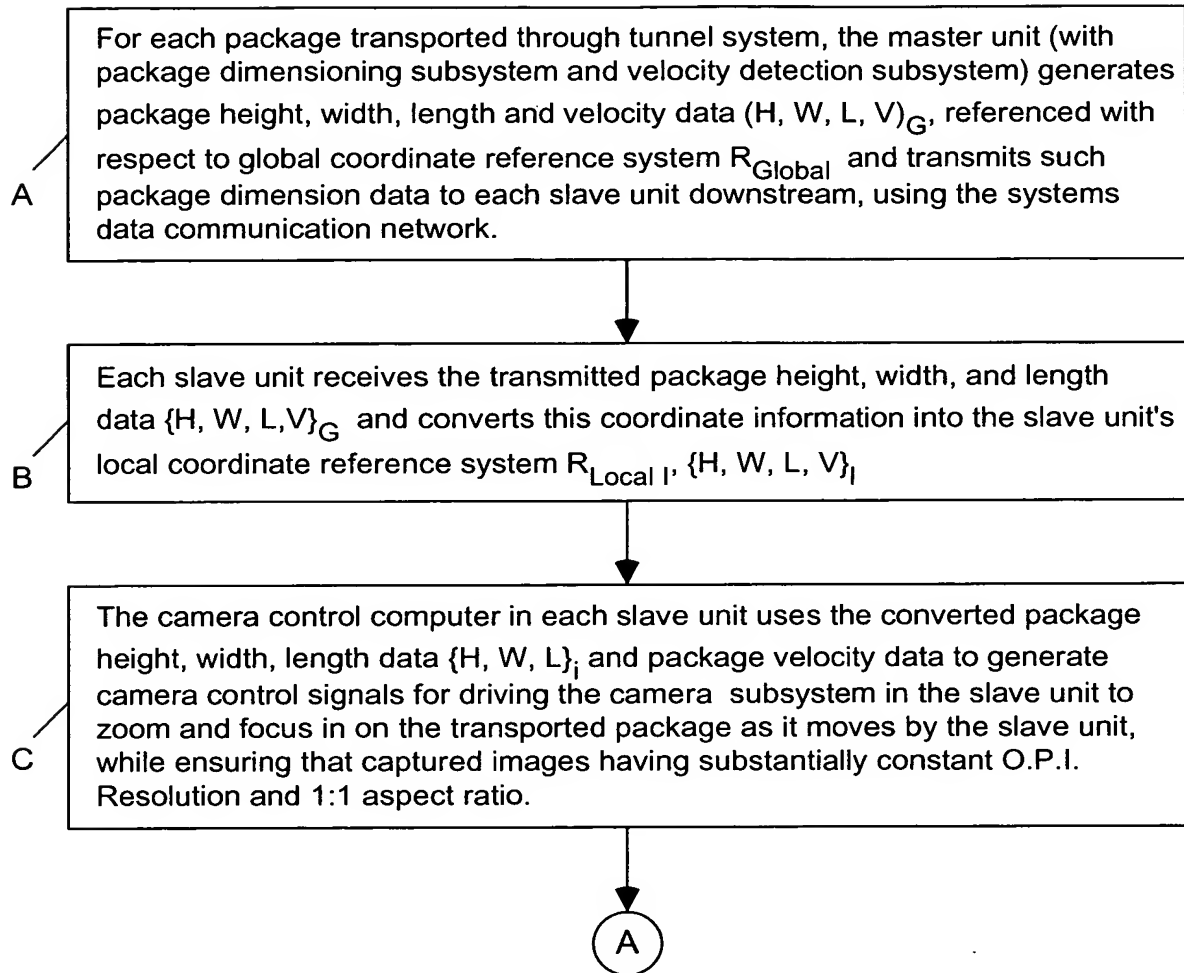 For each package transported through tunnel system, the master unit (with
package dimensioning subsystem and velocity detection subsystem) generates
package height, width, length and velocity data (H, W, L, V)G, referenced with
respect to global coordinate reference system RGlobal and transmits such
package dimension data to each slave unit downstream, using the systems
data communication network.
A
Each slave unit receives the transmitted package height, width, and length
data {H, W, L,V}G and converts this coordinate information into the slave unit's
local coordinate reference system RLocal I, {H, W, L, V}I
B
The camera control computer in each slave unit uses the converted package
height, width, length data {H, W, L}i and package velocity data to generate
camera control signals for driving the camera subsystem in the slave unit to
zoom and focus in on the transported package as it moves by the slave unit,
while ensuring that captured images having substantially constant O.P.I.
Resolution and 1:1 aspect ratio.
C
A